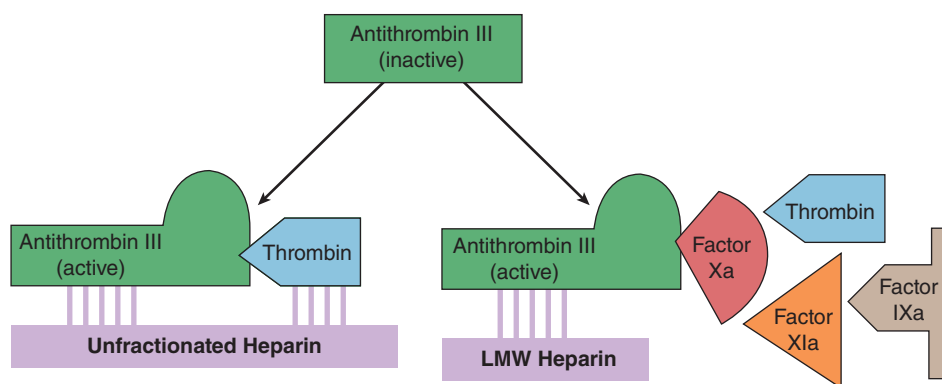 Antithrombin III
(inactive)
Antithrombin III
(active)
Thrombin
Unfractionated Heparin
Antithrombin III
(active)
Factor
Xa
Thrombin
Factor
XIa
Factor
IXa
LMW Heparin